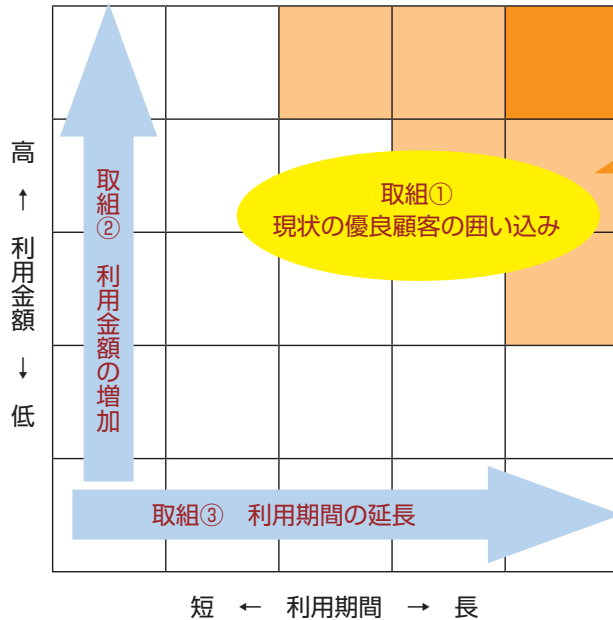 取組①
現状の優良顧客の囲い込み
取組②　利用金額の増加
高 ↑ 利用金額 ↓ 低
取組③　利用期間の延長
短 ← 利用期間 → 長